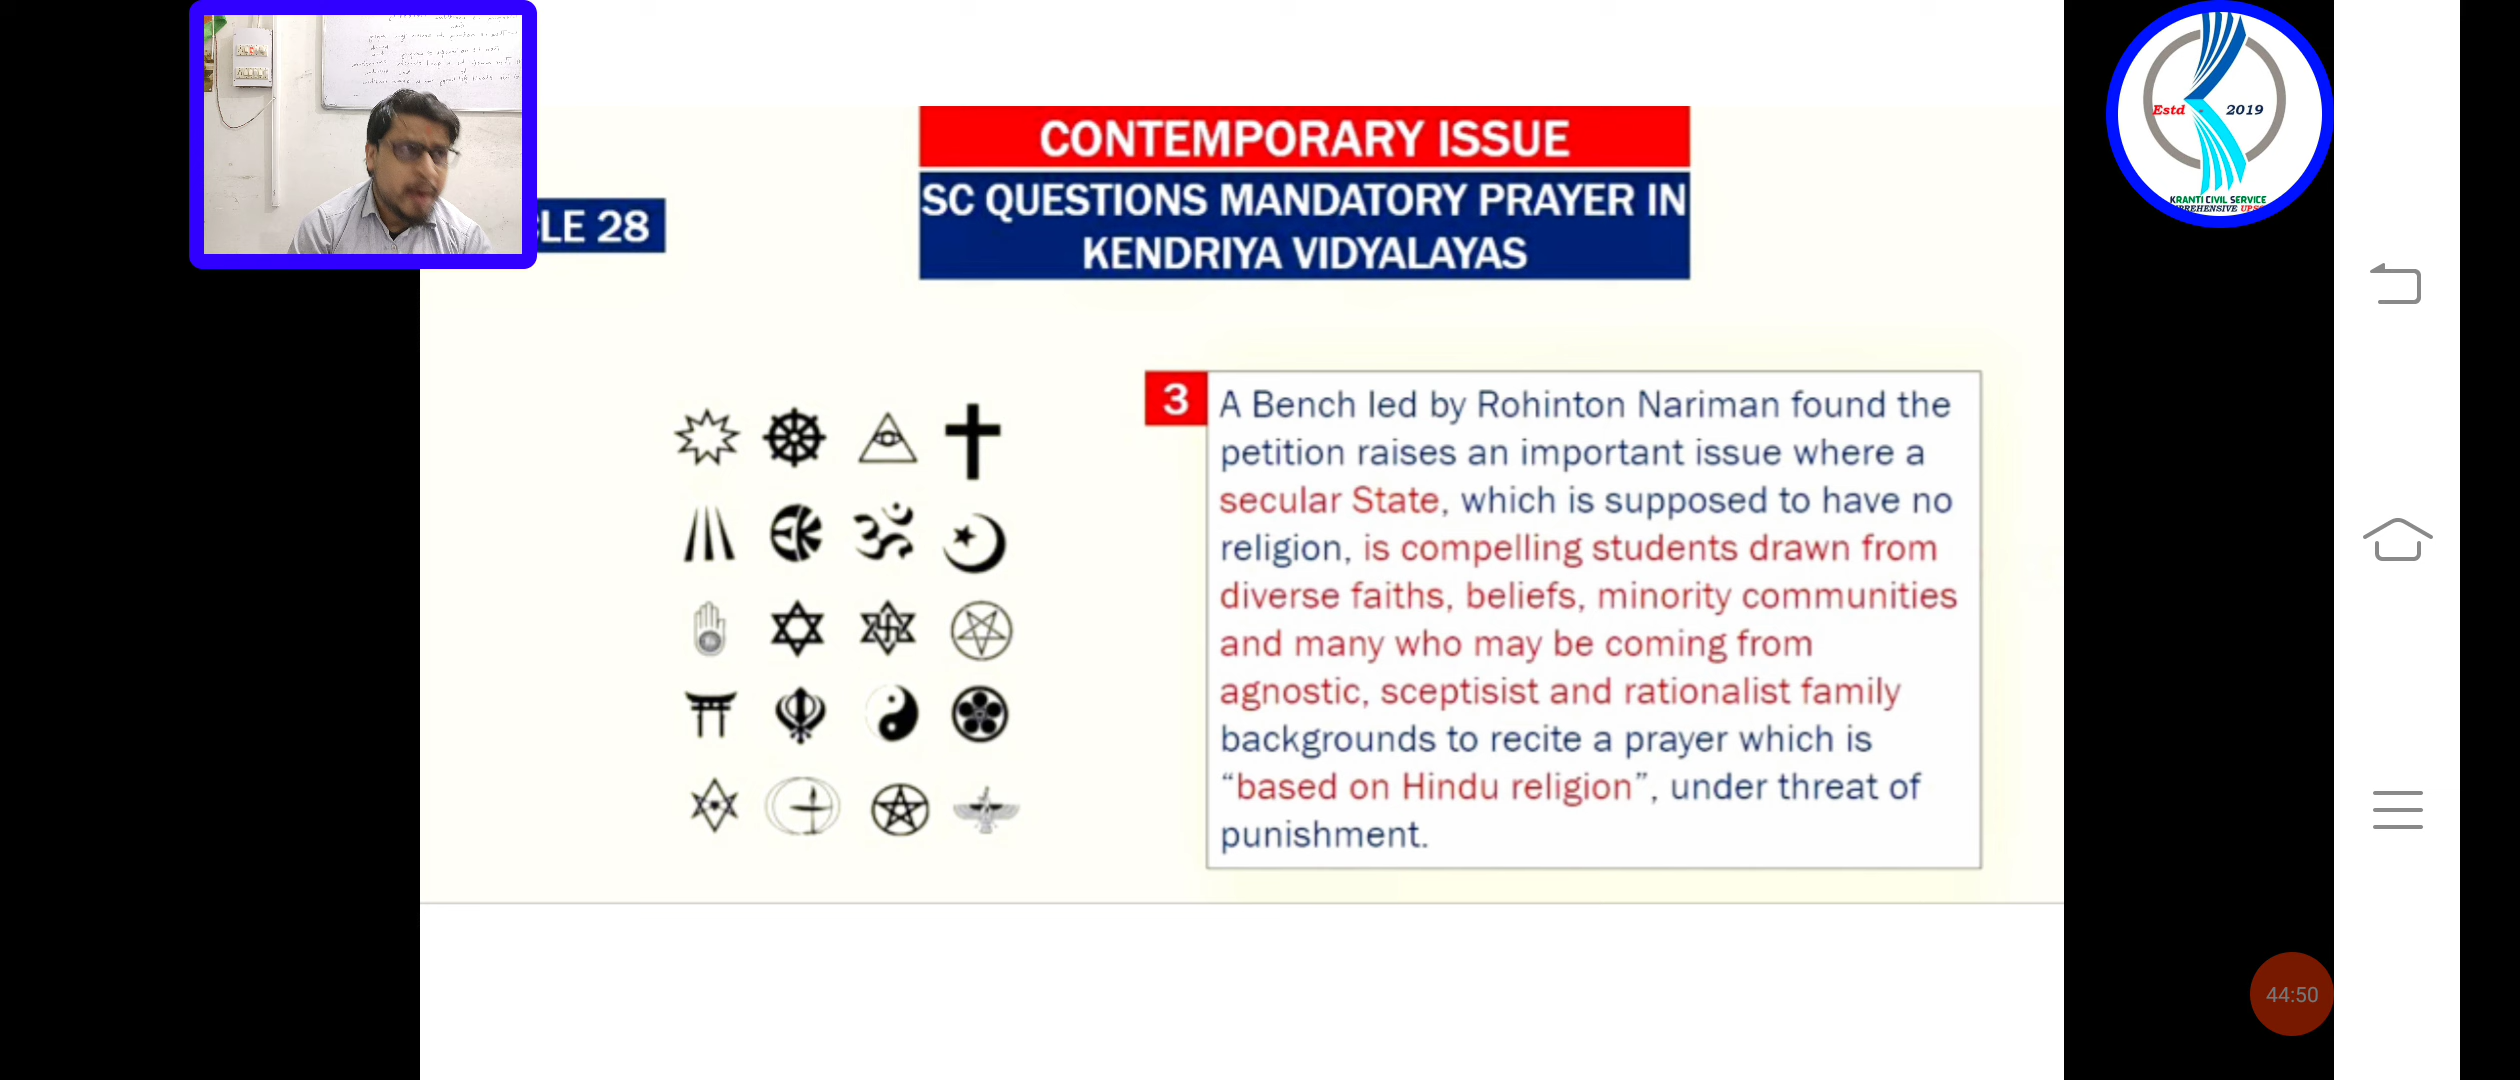 CONTEMPORARY ISSUE
SC QUESTIONS MANDATORY PRAYER IN
KENDRIYA VIDYALAYAS
LE 28
3
A Bench led by Rohinton Nariman found the
petition raises an important issue where a
secular State, which is supposed to have no
religion, is compelling students drawn from
diverse faiths, beliefs, minority communities
and many who may be coming from
agnostic, sceptisist and rationalist family
backgrounds to recite a prayer which is
“based on Hindu religion”, under threat of
punishment.
Estd - 2019
KRANTI CIVIL SERVICE
44:50